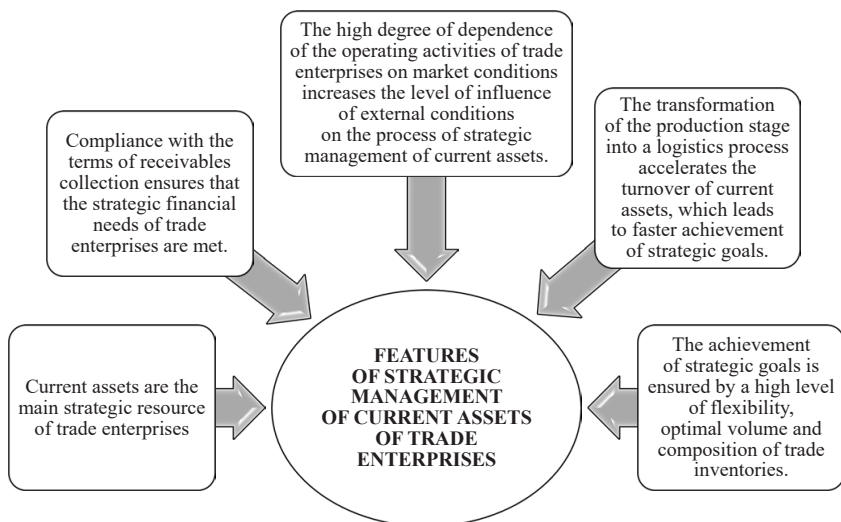 The high degree of dependence
of the operating activities of trade
enterprises on market conditions
increases the level of influence
of external conditions
on the process of strategic
management of current assets.
Compliance with the
terms of receivables
collection ensures that
the strategic financial
needs of trade
enterprises are met.
The transformation
of the production stage
into a logistics process
accelerates the
turnover of current
assets, which leads
to faster achievement
of strategic goals.
Current assets are the
main strategic resource
of trade enterprises
FEATURES
OF STRATEGIC
MANAGEMENT
OF CURRENT ASSETS
OF TRADE
ENTERPRISES
The achievement
of strategic goals is
ensured by a high level
of flexibility,
optimal volume and
composition of trade
inventories.